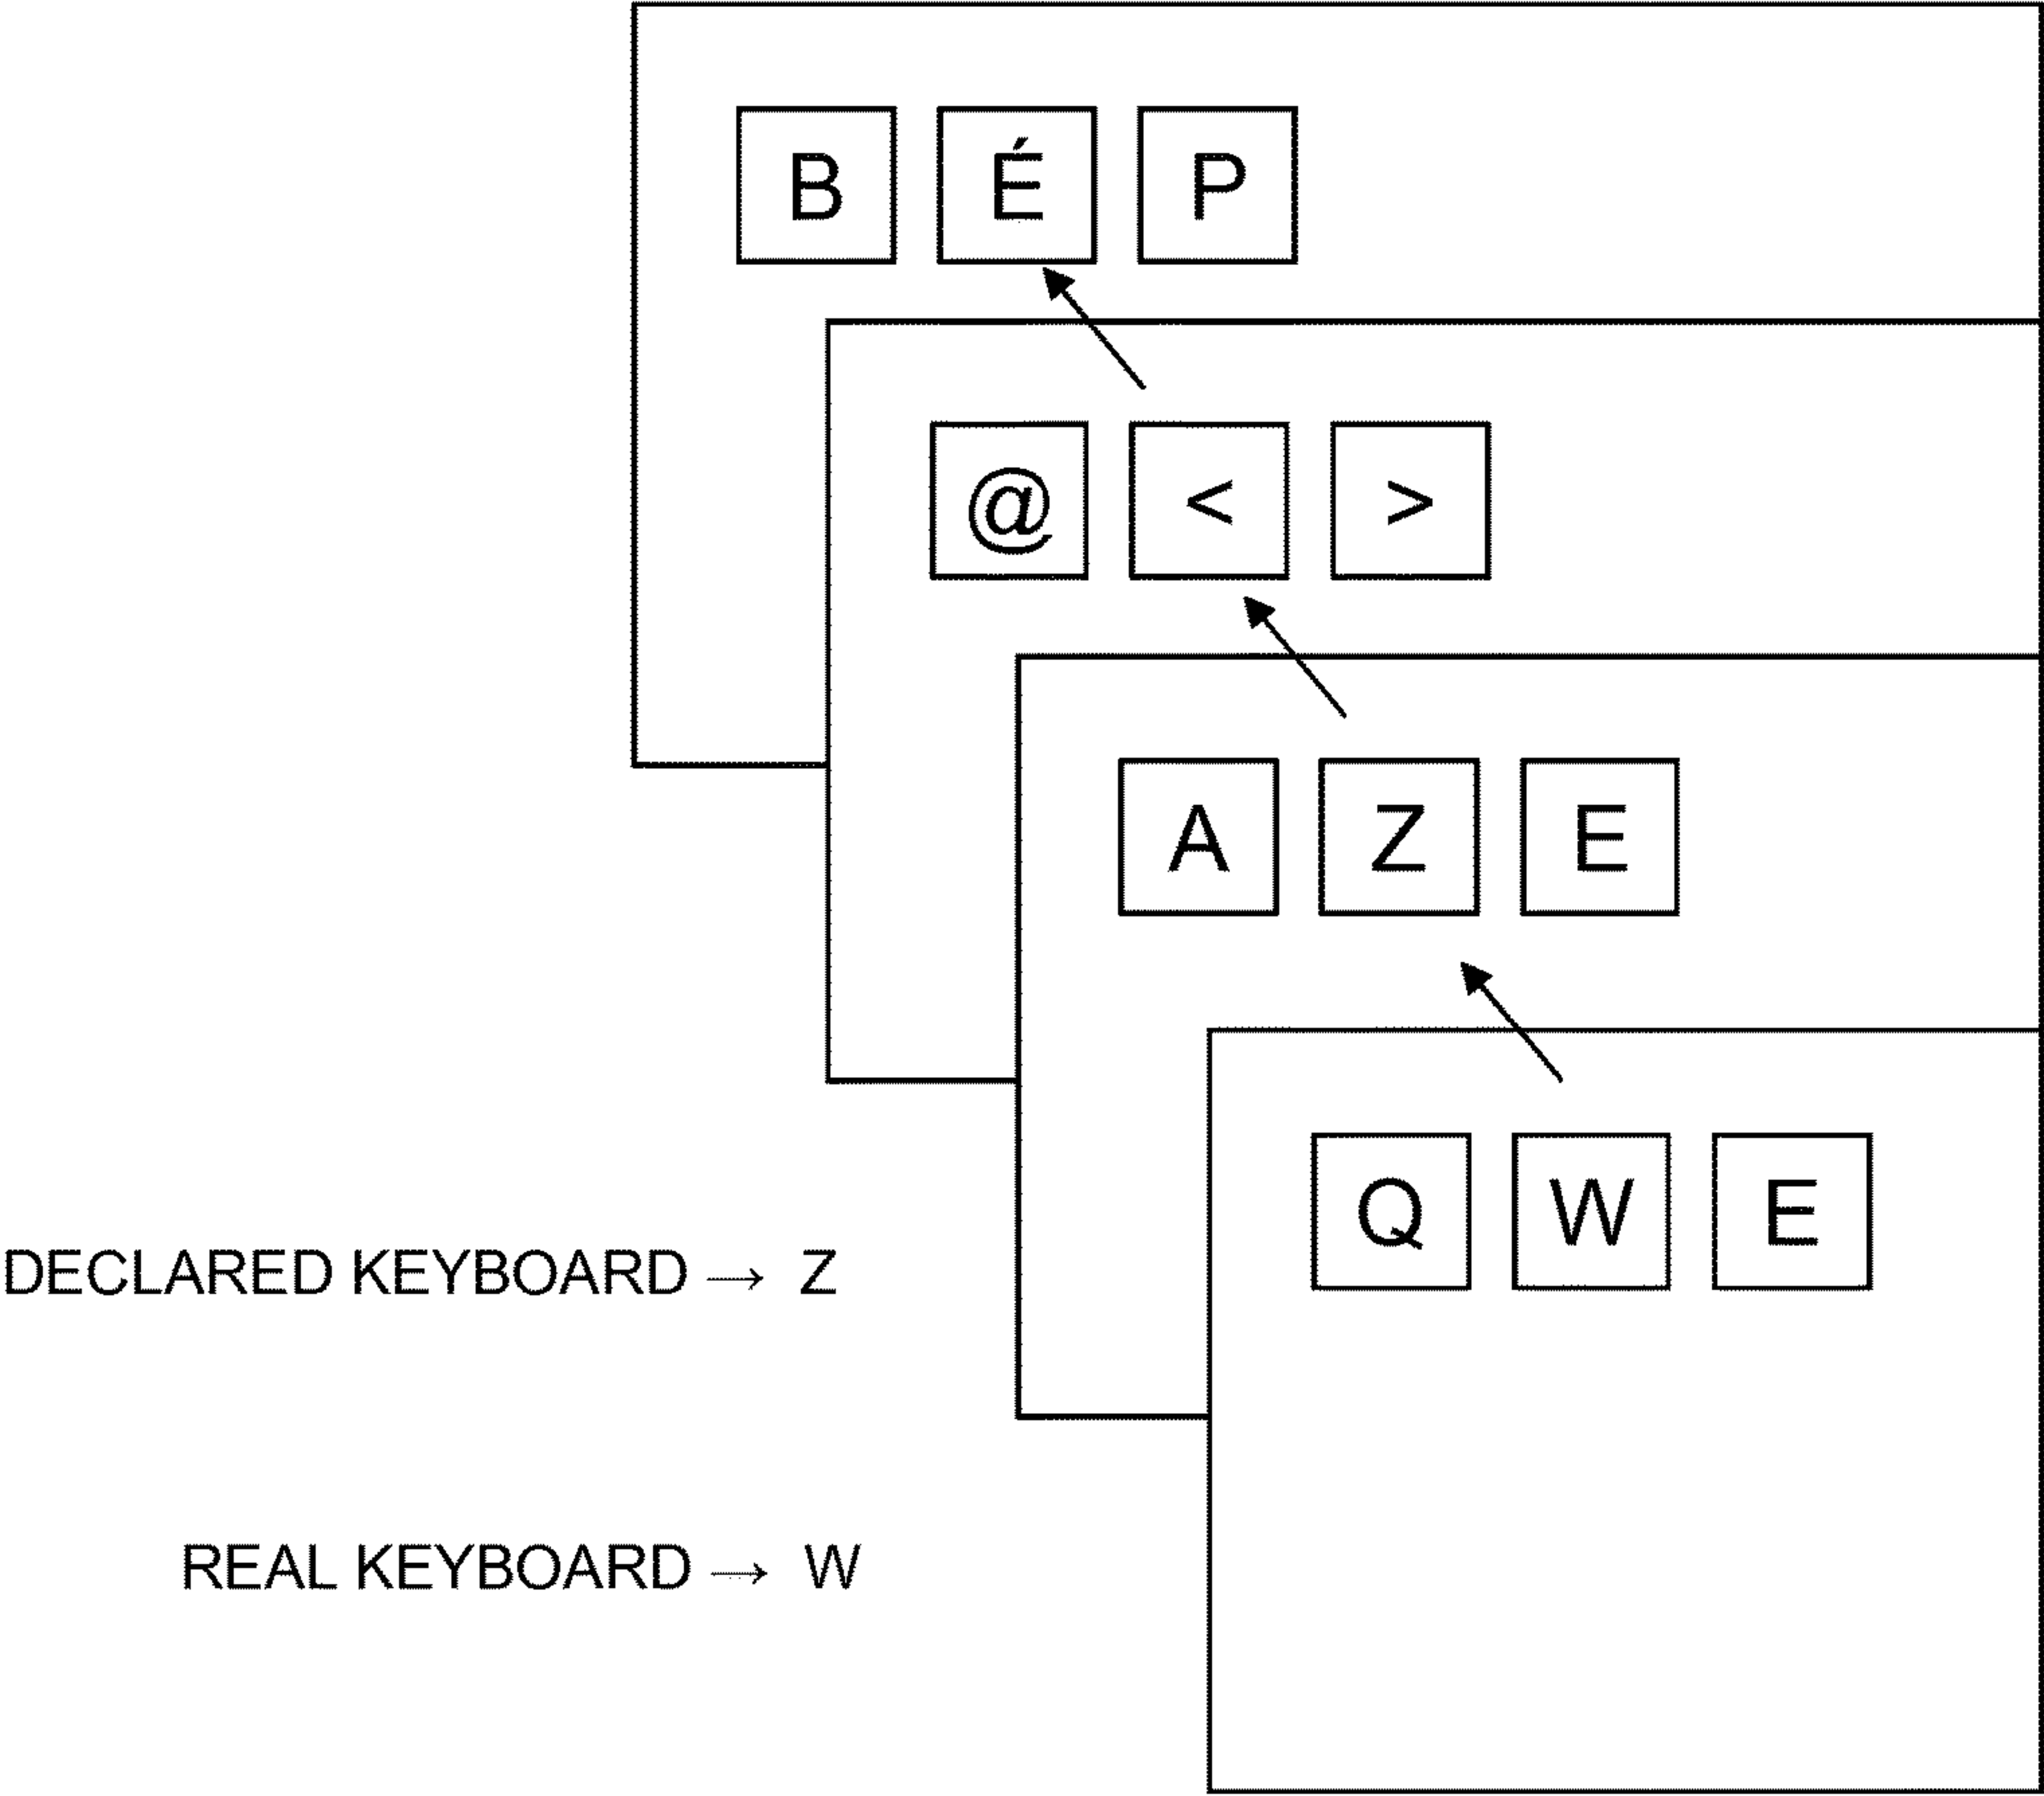 B É P
@ < >
A Z E
Q W E
DECLARED KEYBOARD → Z
REAL KEYBOARD → W